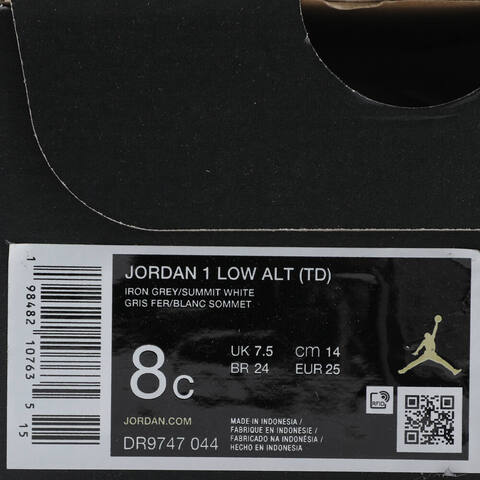 JORDAN 1 LOW ALT (TD)
IRON GREY/SUMMIT WHITE
GRIS FER/BLANC SOMMET
8C
UK 7.5 cm 14
BR 24 EUR 25
RFID
JORDAN.COM
DR9747 044
MADE IN INDONESIA /
FABRIQUE EN INDONESIE /
FABRICADO NA INDONÉSIA /
HECHO EN INDONESIA
1 98482 10763 5 15